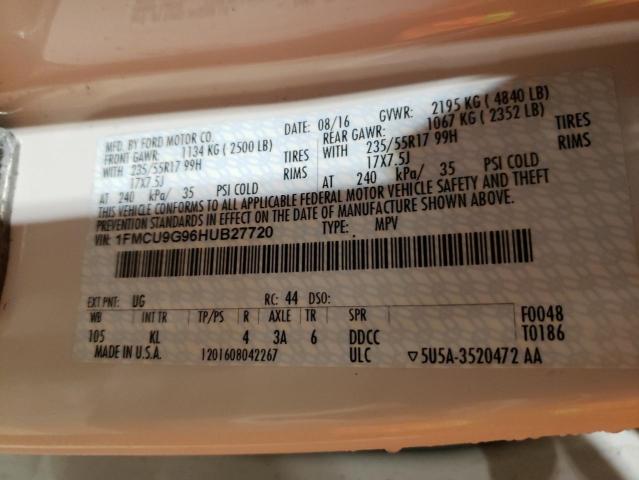 MFD. BY FORD MOTOR CO. DATE: 08/16 GVWR: 2195 KG ( 4840 LB)
FRONT GAWR: 1134 KG ( 2500 LB) REAR GAWR: 1067 KG ( 2352 LB)
WITH 235/55R17 99H TIRES WITH 235/55R17 99H TIRES
17X7.5J RIMS 17X7.5J RIMS
AT 240 kPa/ 35 PSI COLD AT 240 kPa/ 35 PSI COLD
THIS VEHICLE CONFORMS TO ALL APPLICABLE FEDERAL MOTOR VEHICLE SAFETY AND THEFT
PREVENTION STANDARDS IN EFFECT ON THE DATE OF MANUFACTURE SHOWN ABOVE.
VIN: 1FMCU9G96HUB27720 TYPE: MPV
EXT PNT: UG RC: 44 DSO:
WB INT TR TP/PS R AXLE TR SPR F0048
105 KL 4 3A 6 DDCC T0186
MADE IN U.S.A. 1201608042267 ULC ▽5U5A-3520472 AA